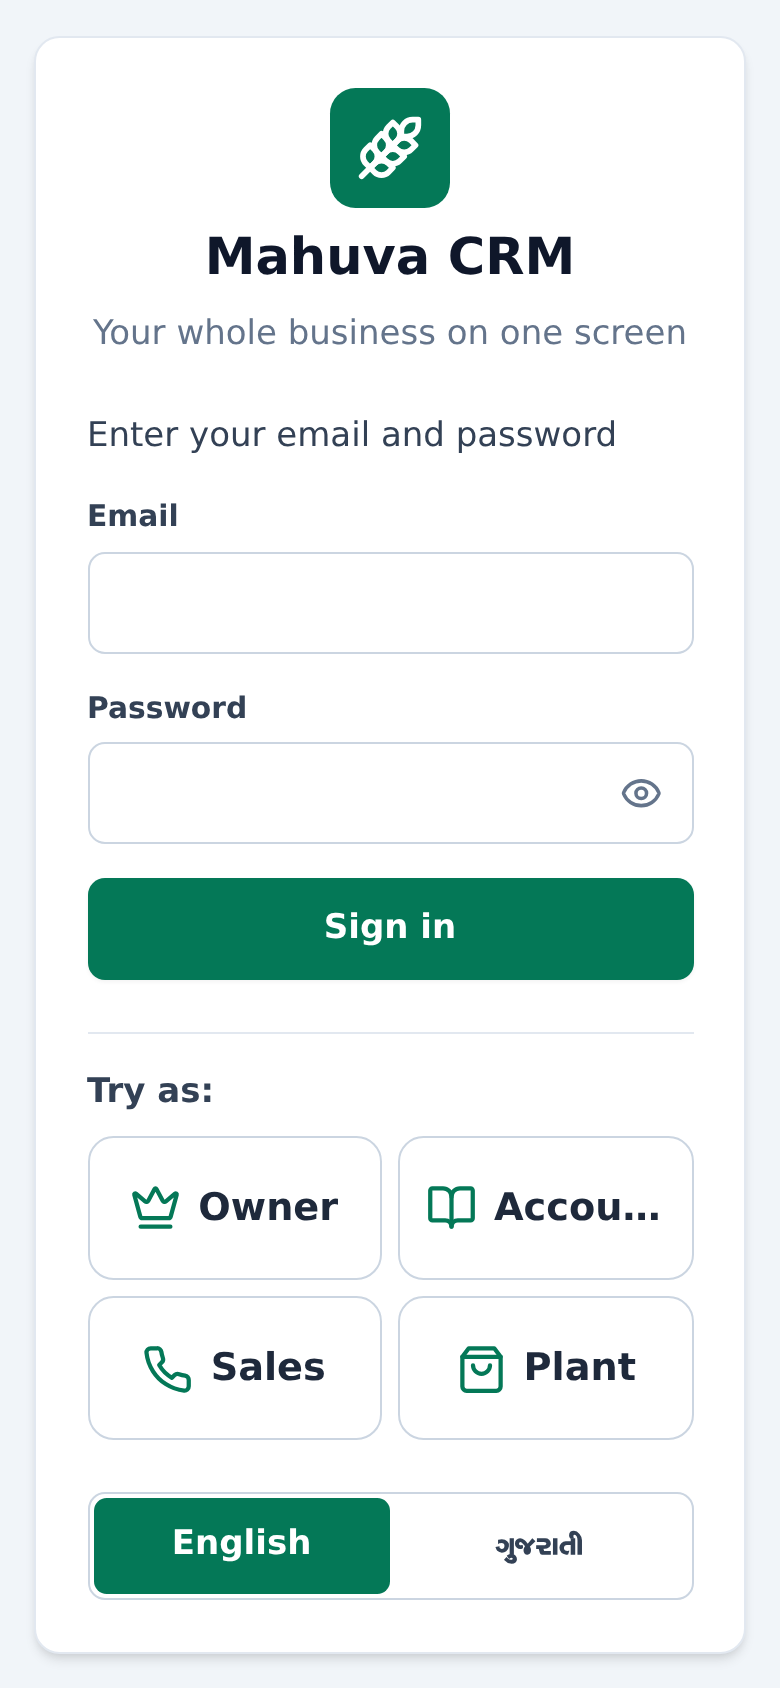 Mahuva CRM
Your whole business on one screen
Enter your email and password
Email
Password
Sign in
Try as:
Owner
Accou...
Sales
Plant
English
ગુજરાતી